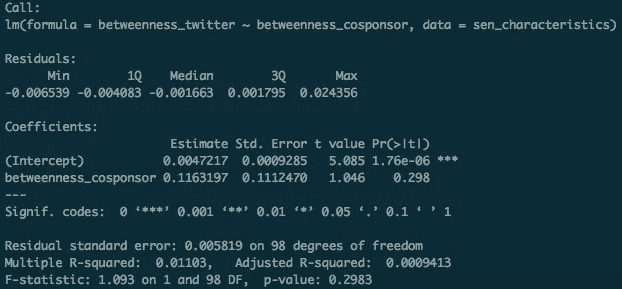 Call:
lm(formula = betweenness_twitter ~ betweenness_cosponsor, data = sen_characteristics)
Residuals:
Min 1Q Median 3Q Max
-0.006539 -0.004083 -0.001663 0.001795 0.024356
Coefficients:
Estimate Std. Error t value Pr(>|t|)
(Intercept) 0.0047217 0.0009285 5.085 1.76e-06 ***
betweenness_cosponsor 0.1163197 0.1112470 1.046 0.298
---
Signif. codes: 0 ‘***’ 0.001 ‘**’ 0.01 ‘*’ 0.05 ‘.’ 0.1 ‘ ’ 1
Residual standard error: 0.005819 on 98 degrees of freedom
Multiple R-squared: 0.01103, Adjusted R-squared: 0.0009413
F-statistic: 1.093 on 1 and 98 DF, p-value: 0.2983